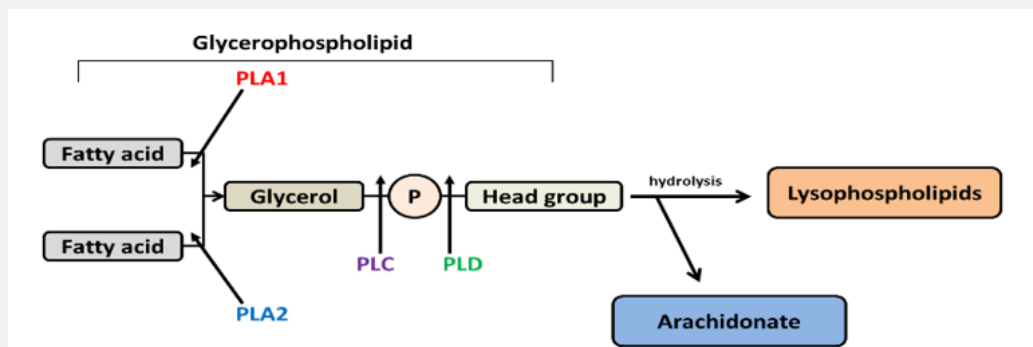 Glycerophospholipid
PLA1
Fatty acid
Glycerol
P
Head group
hydrolysis
Lysophospholipids
Fatty acid
PLC
PLD
PLA2
Arachidonate